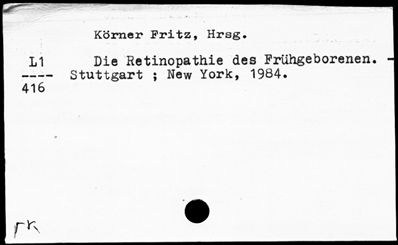 Körner Fritz, Hrsg.
L1 Die Retinopathie des Frühgeborenen. -
---- Stuttgart ; New York, 1984.
416